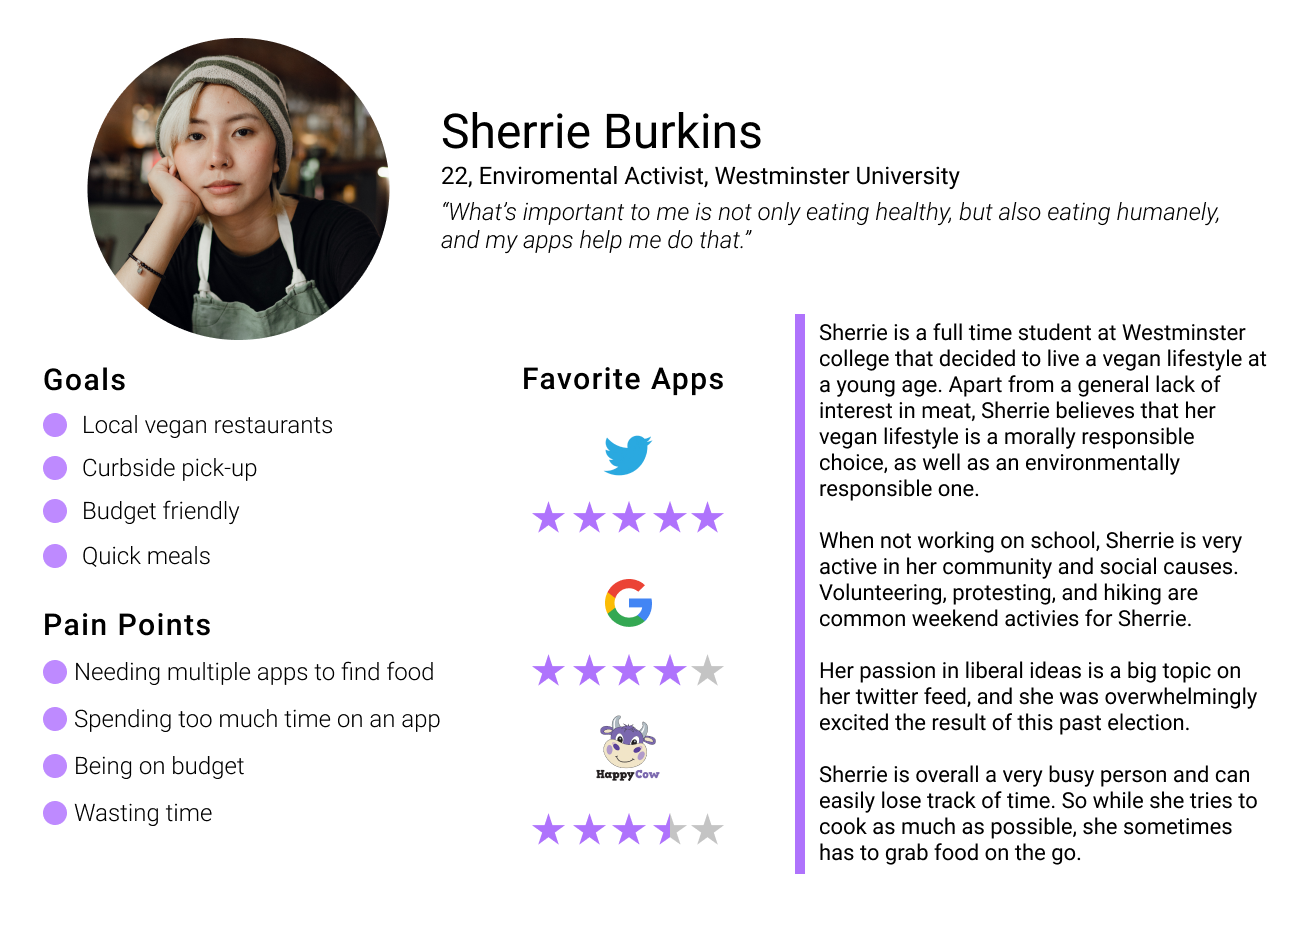 Sherrie Burkins
22, Enviromental Activist, Westminster University
“What’s important to me is not only eating healthy, but also eating humanely,
and my apps help me do that.”
Goals
Local vegan restaurants
Curbside pick-up
Budget friendly
Quick meals
Pain Points
Needing multiple apps to find food
Spending too much time on an app
Being on budget
Wasting time
Favorite Apps
HappyCow
Sherrie is a full time student at Westminster
college that decided to live a vegan lifestyle at
a young age. Apart from a general lack of
interest in meat, Sherrie believes that her
vegan lifestyle is a morally responsible
choice, as well as an environmentally
responsible one.
When not working on school, Sherrie is very
active in her community and social causes.
Volunteering, protesting, and hiking are
common weekend activies for Sherrie.
Her passion in liberal ideas is a big topic on
her twitter feed, and she was overwhelmingly
excited the result of this past election.
Sherrie is overall a very busy person and can
easily lose track of time. So while she tries to
cook as much as possible, she sometimes
has to grab food on the go.